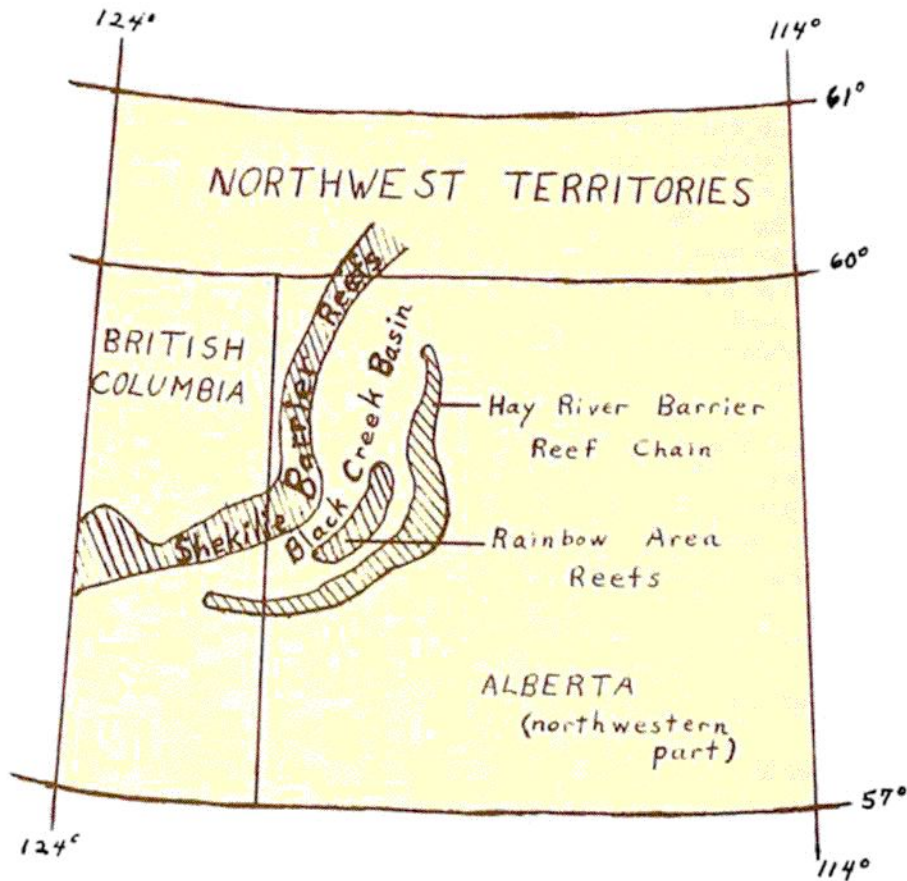 124° 114°
61°
NORTHWEST TERRITORIES
60°
BRITISH
COLUMBIA
Shekilie Barrier Reefs
Black Creek Basin
Hay River Barrier
Reef Chain
Rainbow Area
Reefs
ALBERTA
(northwestern
part)
57°
124° 114°